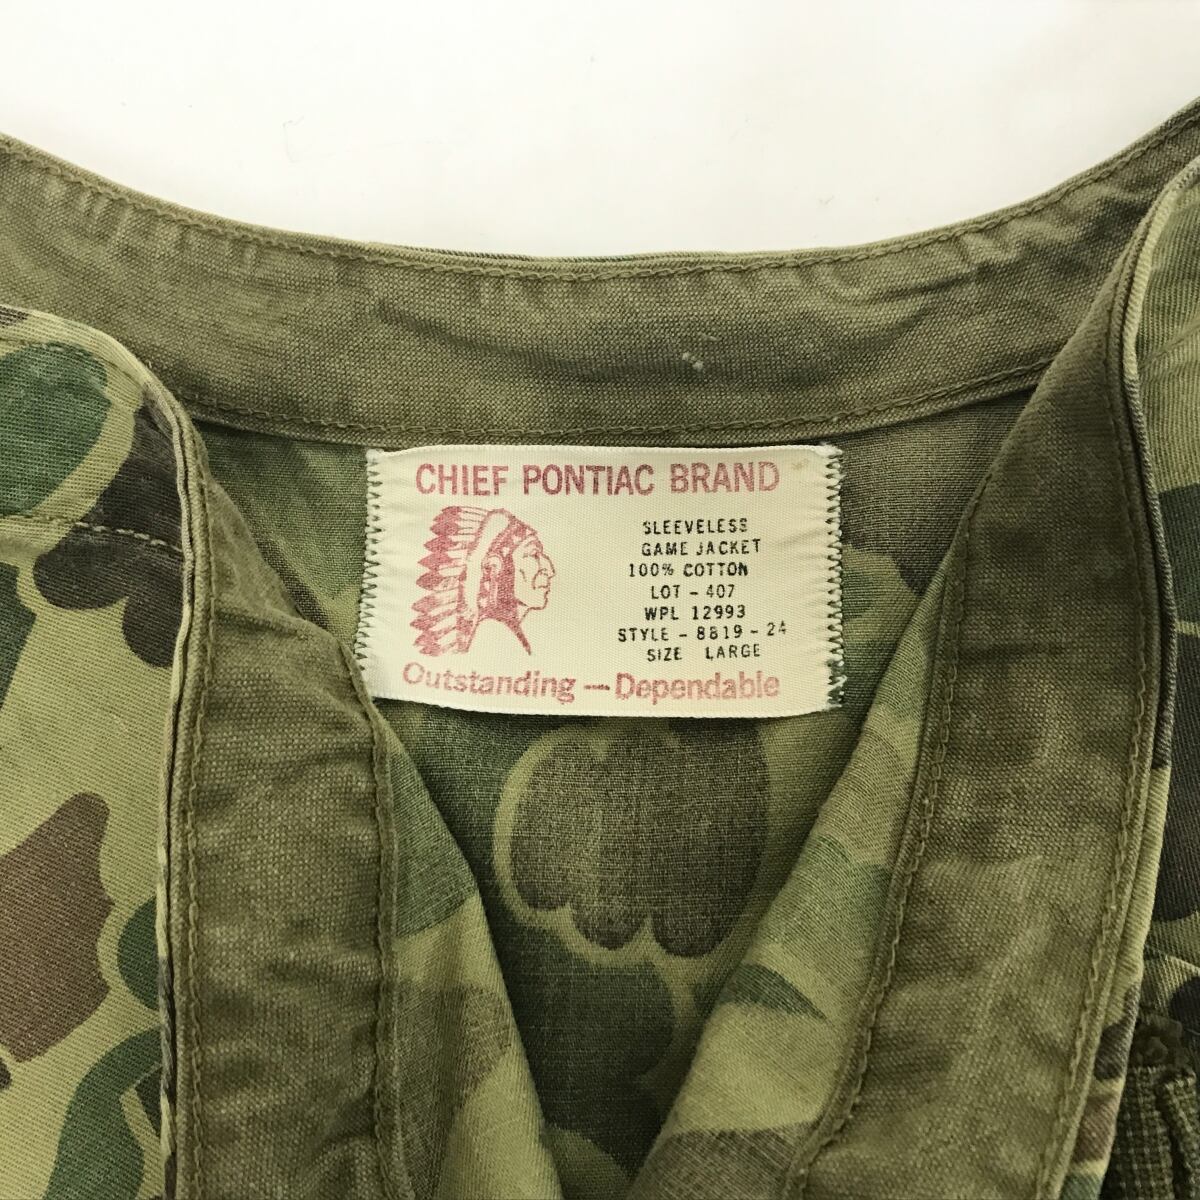 CHIEF PONTIAC BRAND
SLEEVELESS
GAME JACKET
100% COTTON
LOT - 407
WPL 12993
STYLE - 8819 - 24
SIZE LARGE
Outstanding — Dependable